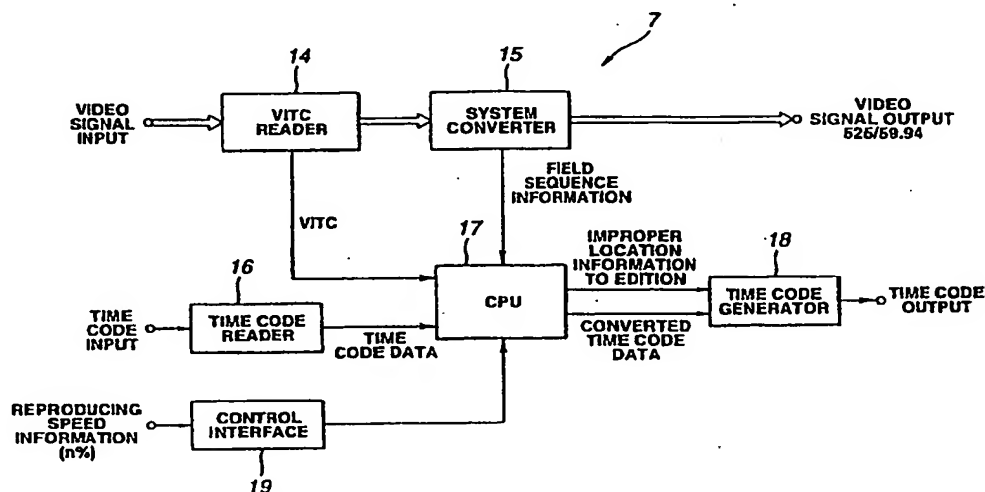 7
14
15
VIDEO
SIGNAL
INPUT
VITC
READER
SYSTEM
CONVERTER
VIDEO
SIGNAL OUTPUT
525/59.94
FIELD
SEQUENCE
INFORMATION
VITC
17
IMPROPER
LOCATION
INFORMATION
TO EDITION
18
16
CPU
TIME CODE
GENERATOR
TIME CODE
OUTPUT
TIME
CODE
INPUT
TIME CODE
READER
TIME
CODE DATA
CONVERTED
TIME CODE
DATA
REPRODUCING
SPEED
INFORMATION
(n%)
CONTROL
INTERFACE
19